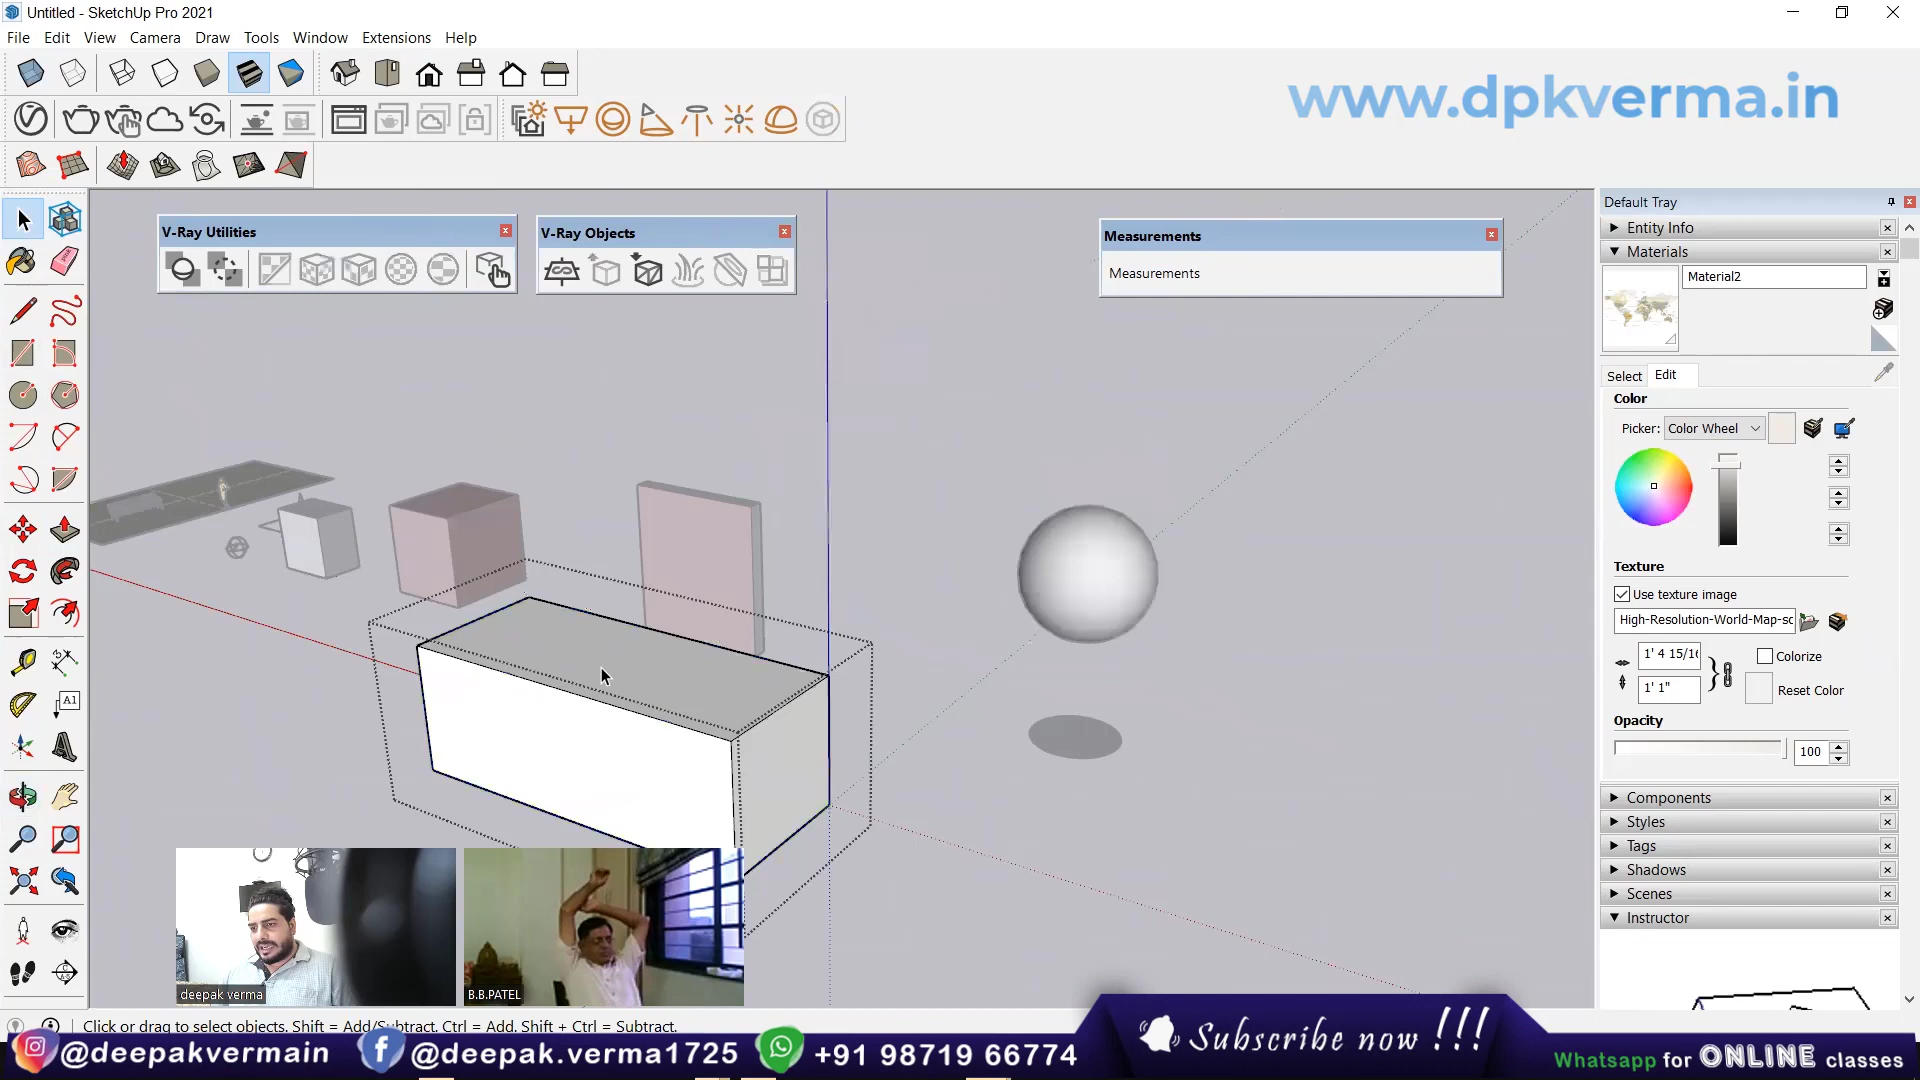 Untitled - SketchUp Pro 2021
File Edit View Camera Draw Tools Window Extensions Help
www.dpkverma.in
V-Ray Utilities
V-Ray Objects
Measurements
Measurements
Default Tray
Entity Info
Materials
Material2
Select Edit
Color
Picker: Color Wheel
Texture
Use texture image
High-Resolution-World-Map-sc
1' 4 15/16
Colorize
1' 1"
Reset Color
Opacity
100
Components
Styles
Tags
Shadows
Scenes
Instructor
A1
deepak verma
B.B.PATEL
Click or drag to select objects. Shift = Add/Subtract. Ctrl = Add. Shift + Ctrl = Subtract.
@deepakvermain
@deepak.verma1725
+91 98719 66774
Subscribe now !!!
Whatsapp for ONLINE classes